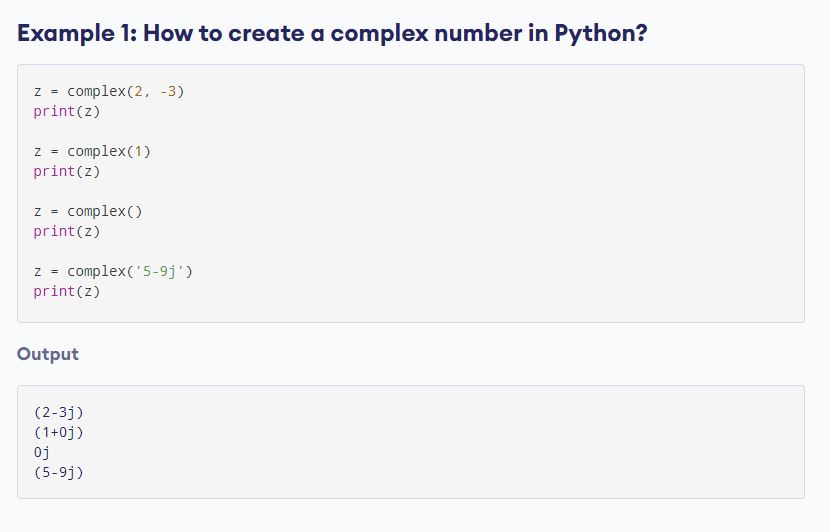 Example 1: How to create a complex number in Python?
z = complex(2, -3)
print(z)
z = complex(1)
print(z)
z = complex()
print(z)
z = complex('5-9j')
print(z)
Output
(2-3j)
(1+0j)
0j
(5-9j)